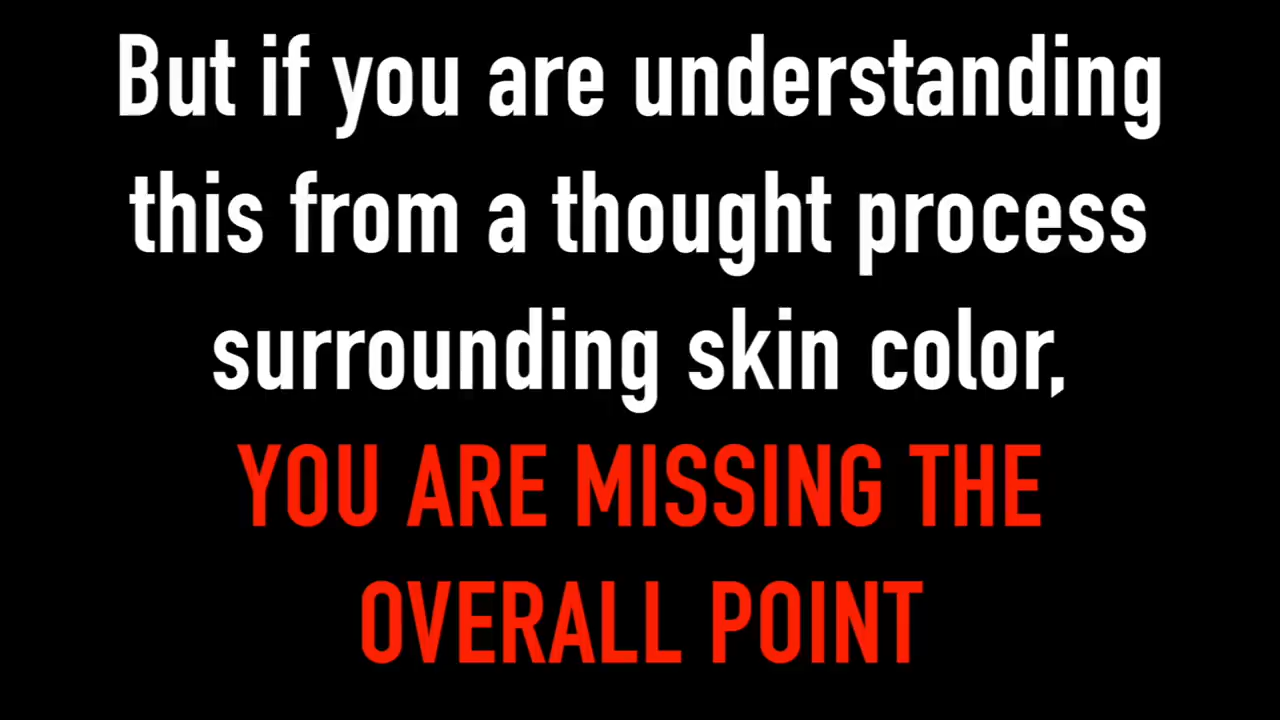 But if you are understanding
this from a thought process
surrounding skin color,
YOU ARE MISSING THE
OVERALL POINT